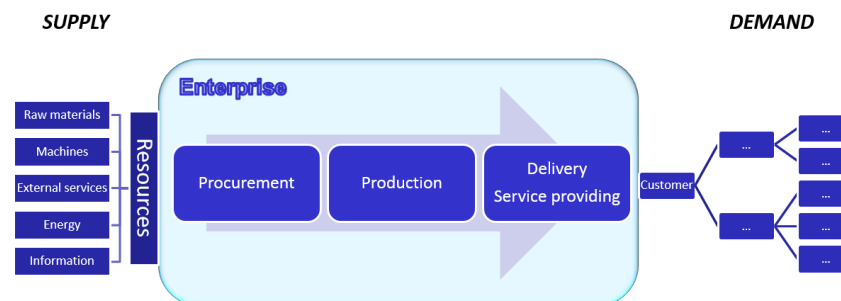 SUPPLY
DEMAND
Enterprise
Raw materials
Machines
External services
Energy
Information
Resources
Procurement
Production
Delivery
Service providing
Customer
...
...
...
...
...
...
...